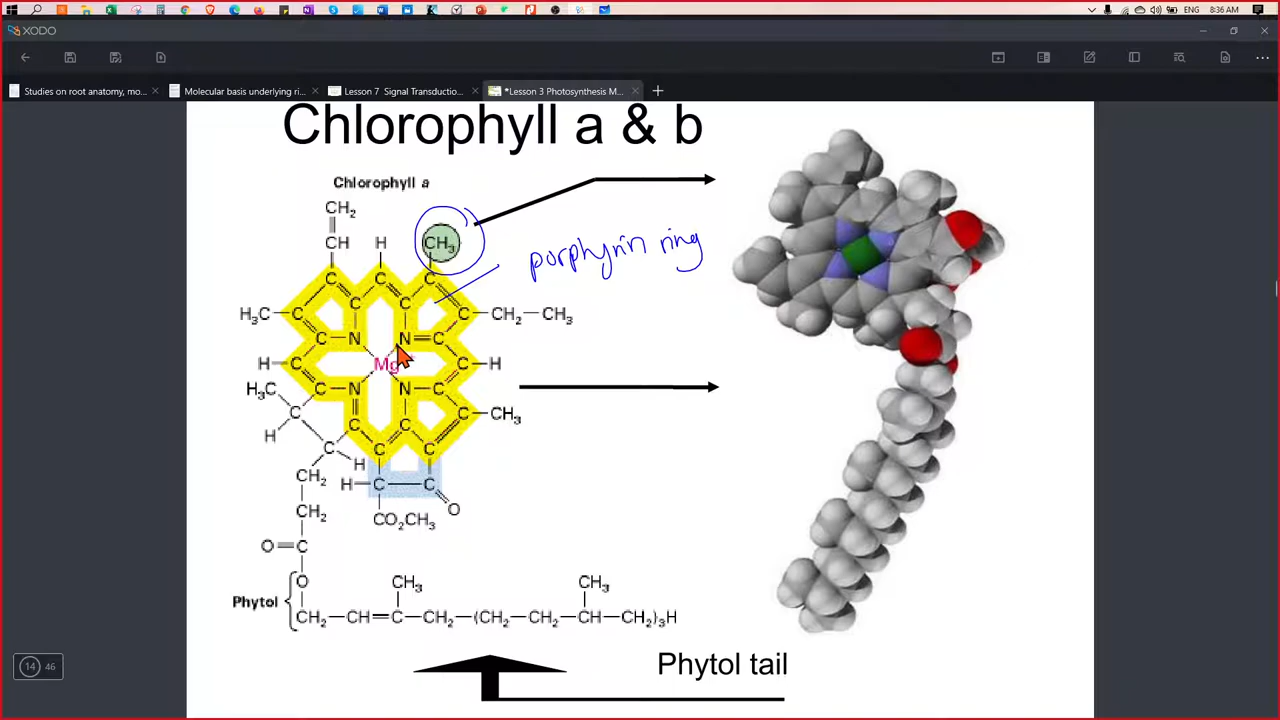 ENG 8:36 AM
XODO
Studies on root anatomy, mo... Molecular basis underlying ri... Lesson 7 Signal Transductio... *Lesson 3 Photosynthesis M...
Chlorophyll a & b
Chlorophyll a
CH₂
CH H CH₃
porphyrin ring
C C C
C C C C
H₃C C C CH₂—CH₃
C N N=C
H—C Mg C—H
H₃C C N N C
C C C C CH₃
H C C C
H
CH₂ H—C C
CH₂ CO₂CH₃ O
O=C
O CH₃ CH₃
Phytol
CH₂—CH=C—CH₂—(CH₂—CH₂—CH—CH₂)₃H
Phytol tail
14 46